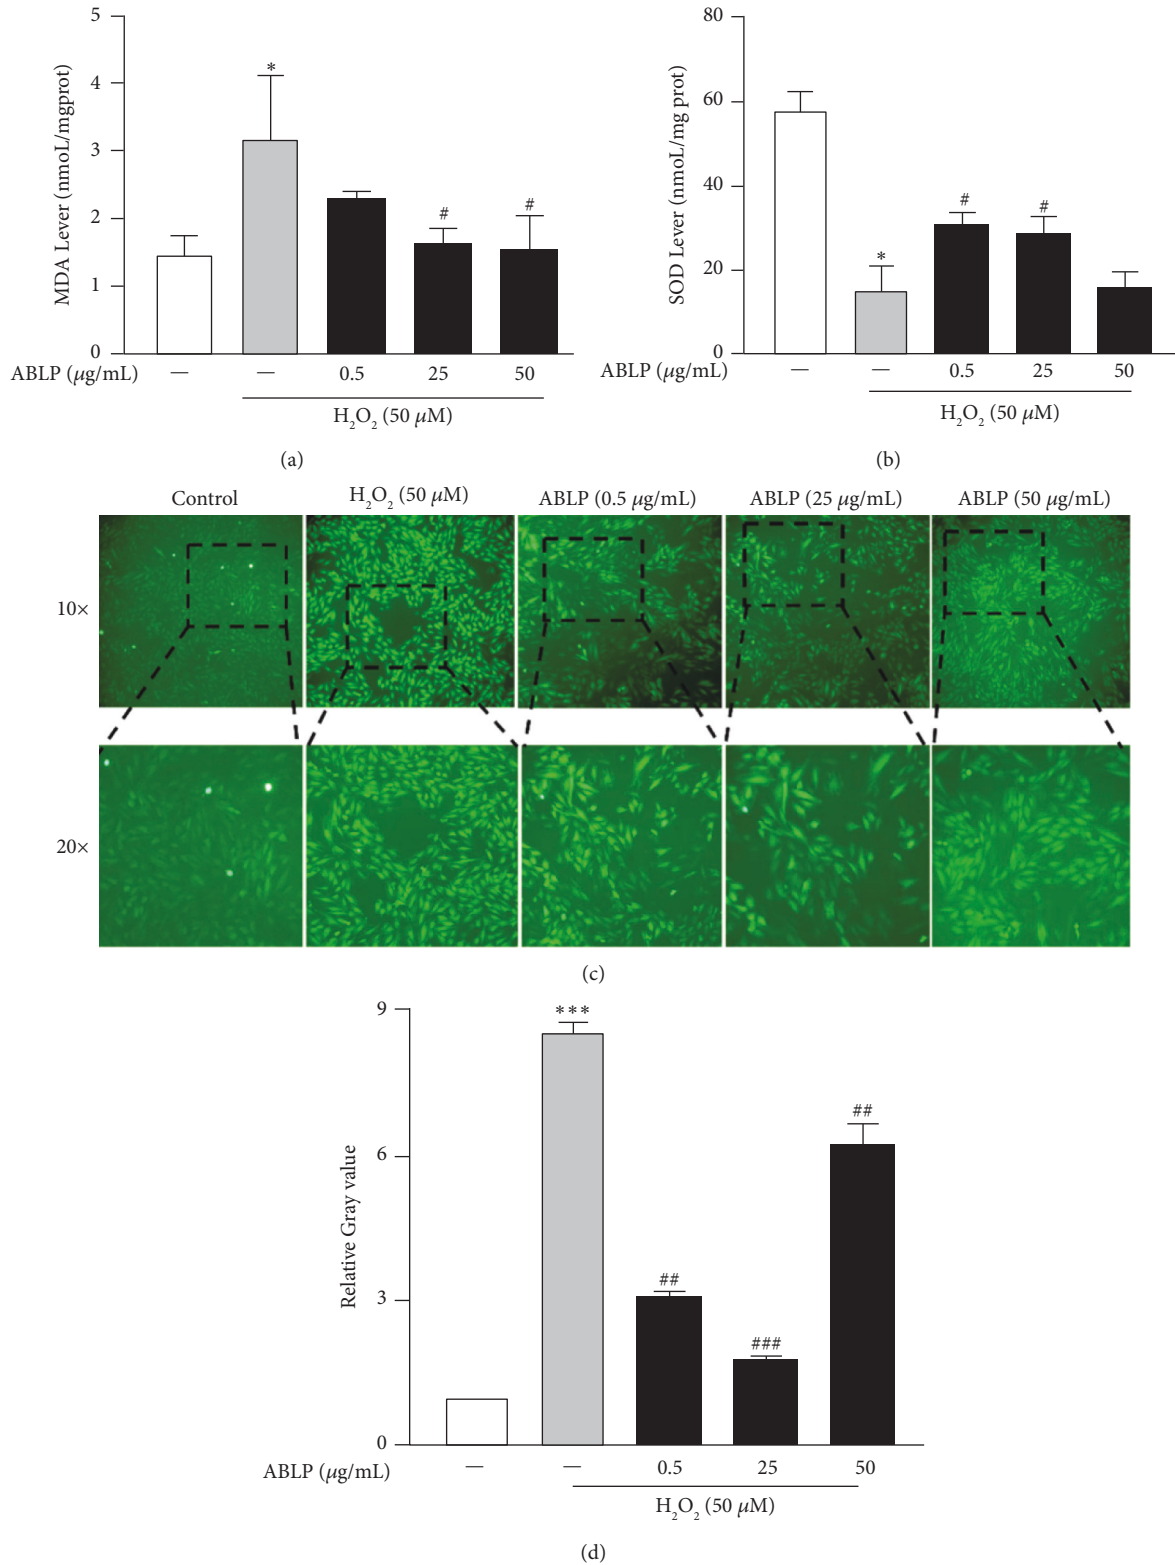 5
4
3
2
1
0
MDA Lever (nmoL/mgprot)
*
#
#
ABLP (μg/mL)
—
—
0.5
25
50
H2O2 (50 μM)
(a)
80
60
40
20
0
SOD Lever (nmoL/mg prot)
*
#
#
ABLP (μg/mL)
—
—
0.5
25
50
H2O2 (50 μM)
(b)
Control
H2O2 (50 μM)
ABLP (0.5 μg/mL)
ABLP (25 μg/mL)
ABLP (50 μg/mL)
10×
20×
(c)
9
6
3
0
Relative Gray value
***
##
###
##
ABLP (μg/mL)
—
—
0.5
25
50
H2O2 (50 μM)
(d)